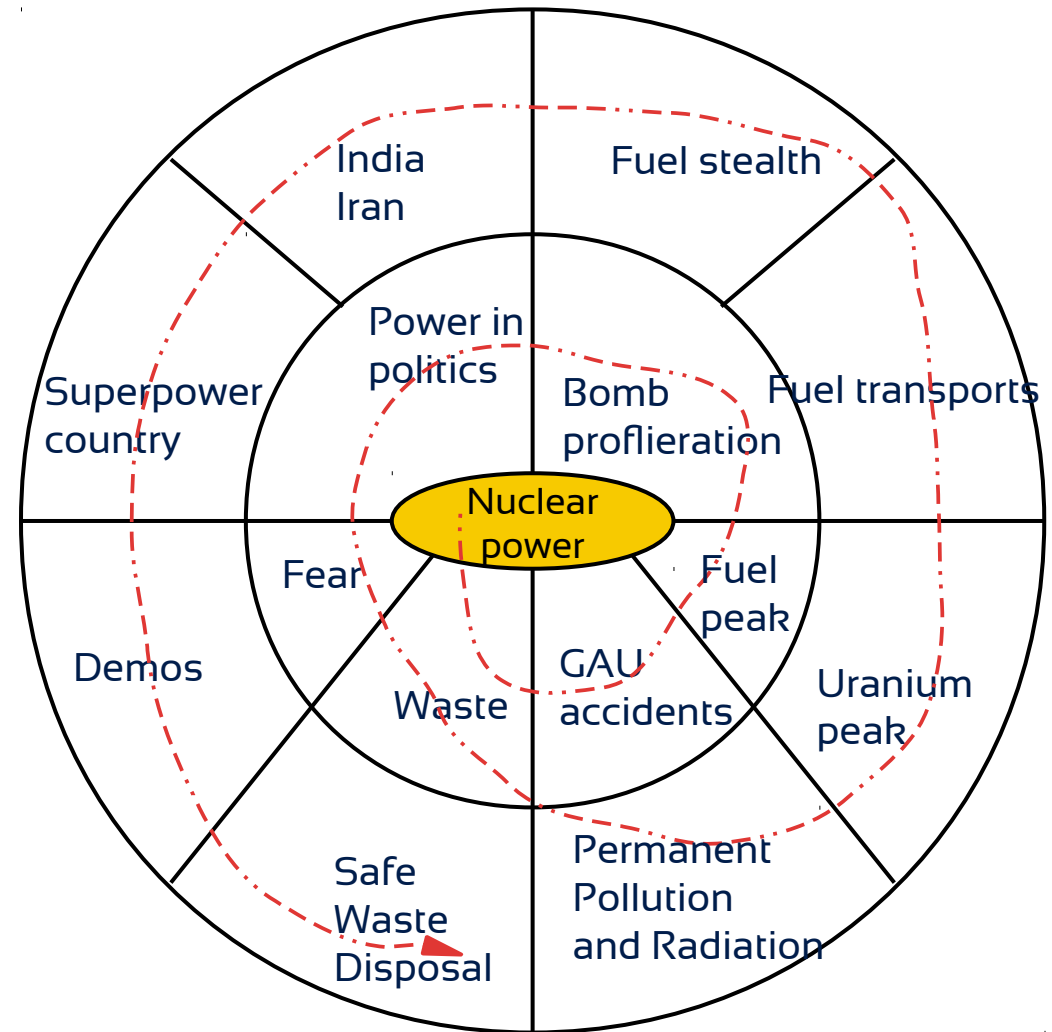 India
Iran
Fuel stealth
Power in
politics
Bomb
proflieration
Superpower
country
Fuel transports
Nuclear
power
Fear
Fuel
peak
Demos
Waste
GAU
accidents
Uranium
peak
Safe
Waste
Disposal
Permanent
Pollution
and Radiation